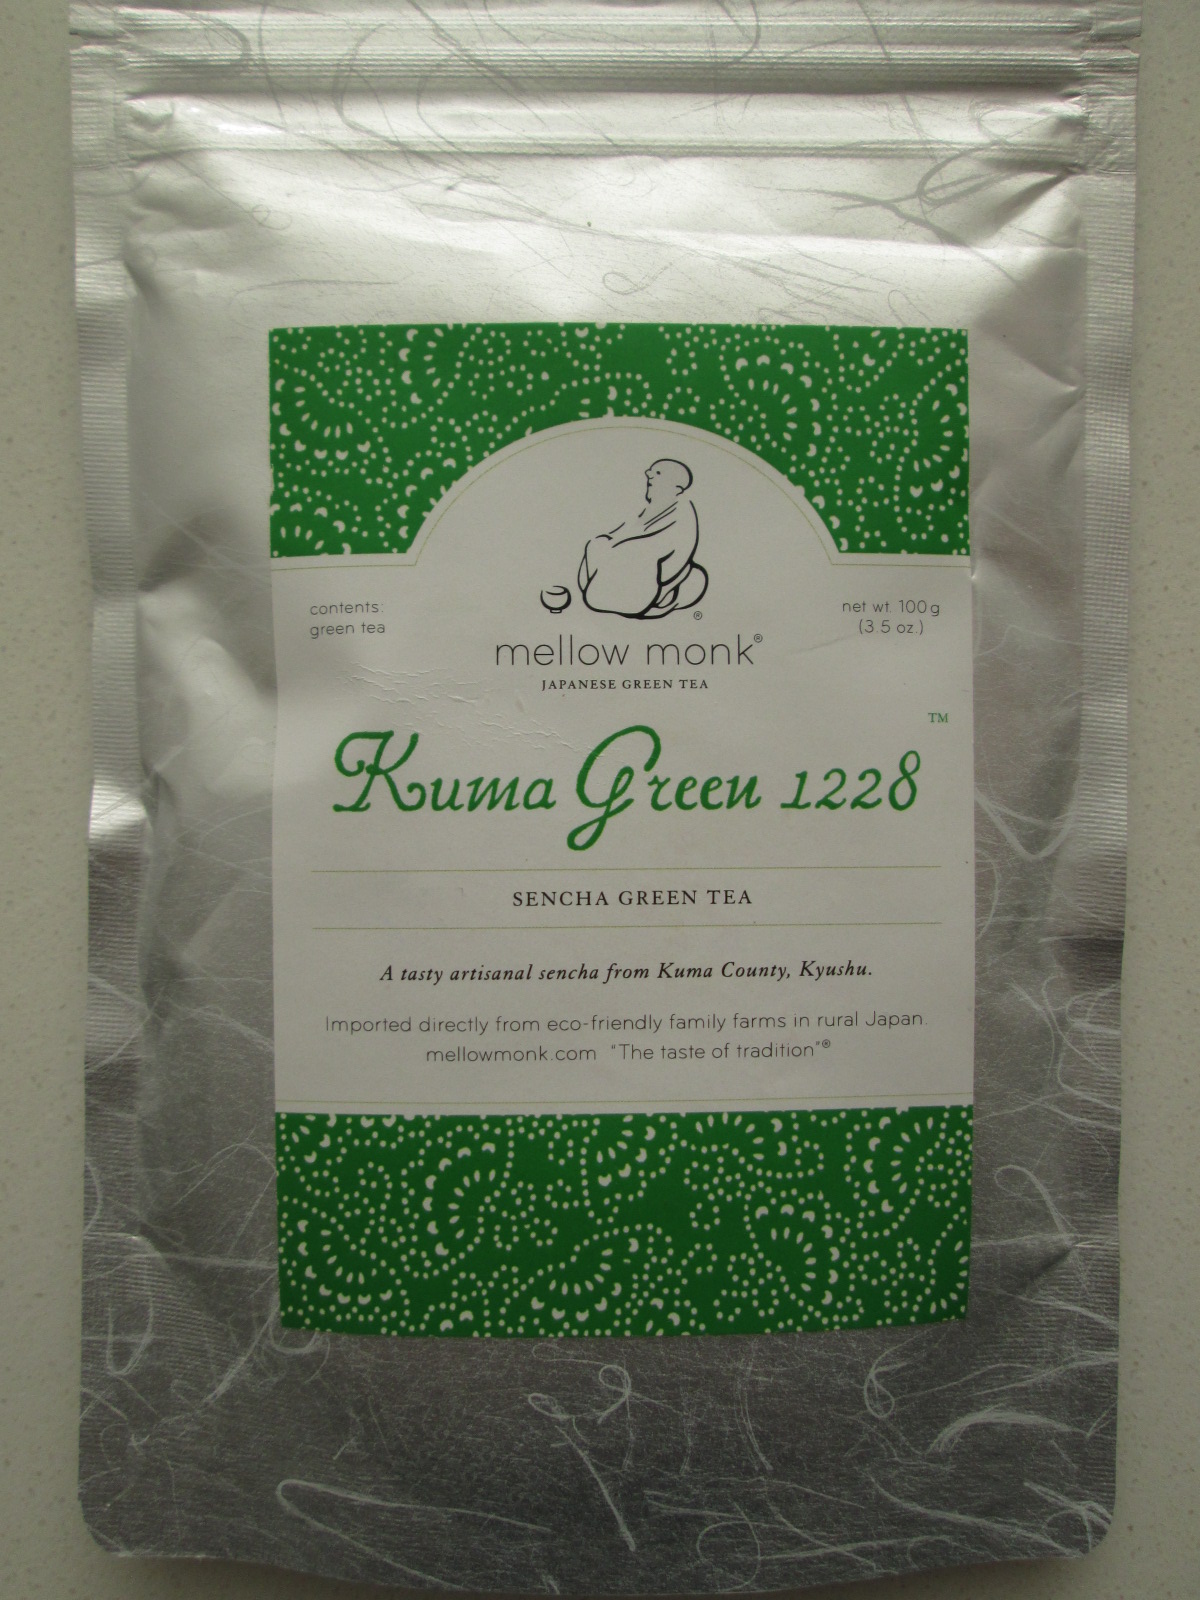 contents:
green tea
net wt. 100g
(3.5 oz.)
®
mellow monk®
JAPANESE GREEN TEA
Kuma Green 1228™
SENCHA GREEN TEA
A tasty artisanal sencha from Kuma County, Kyushu.
Imported directly from eco-friendly family farms in rural Japan.
mellowmonk.com "The taste of tradition"®